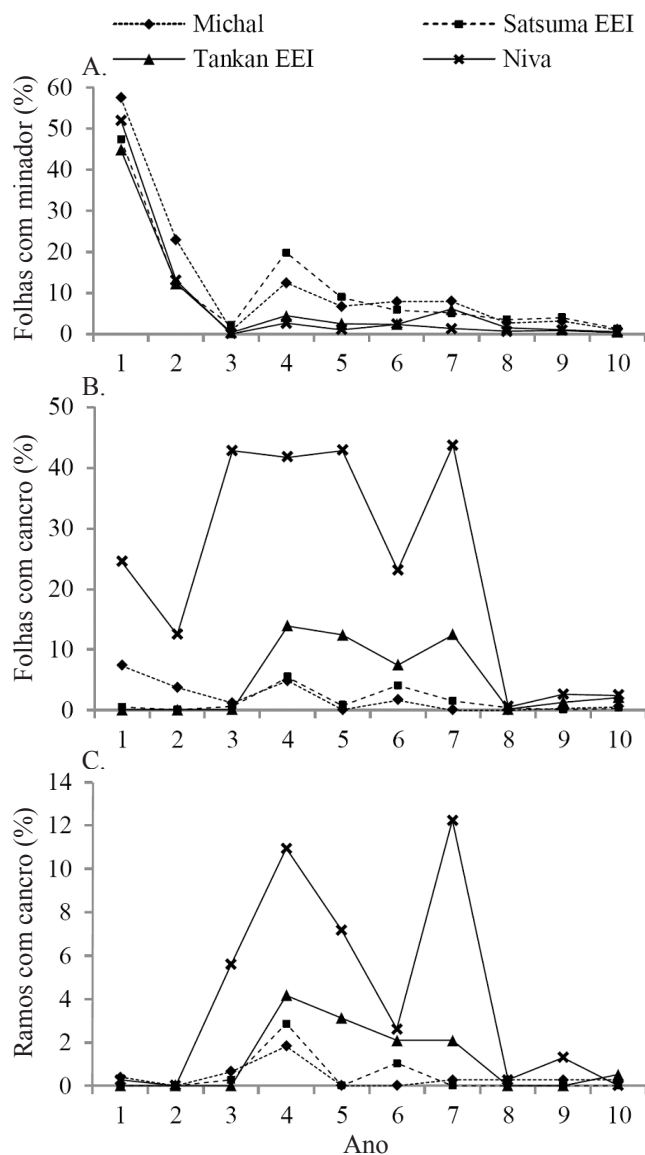 Michal Satsuma EEI
Tankan EEI Niva
A.
Folhas com minador (%)
60
50
40
30
20
10
0
1 2 3 4 5 6 7 8 9 10
B.
Folhas com cancro (%)
50
40
30
20
10
0
1 2 3 4 5 6 7 8 9 10
C.
Ramos com cancro (%)
14
12
10
8
6
4
2
0
1 2 3 4 5 6 7 8 9 10
Ano